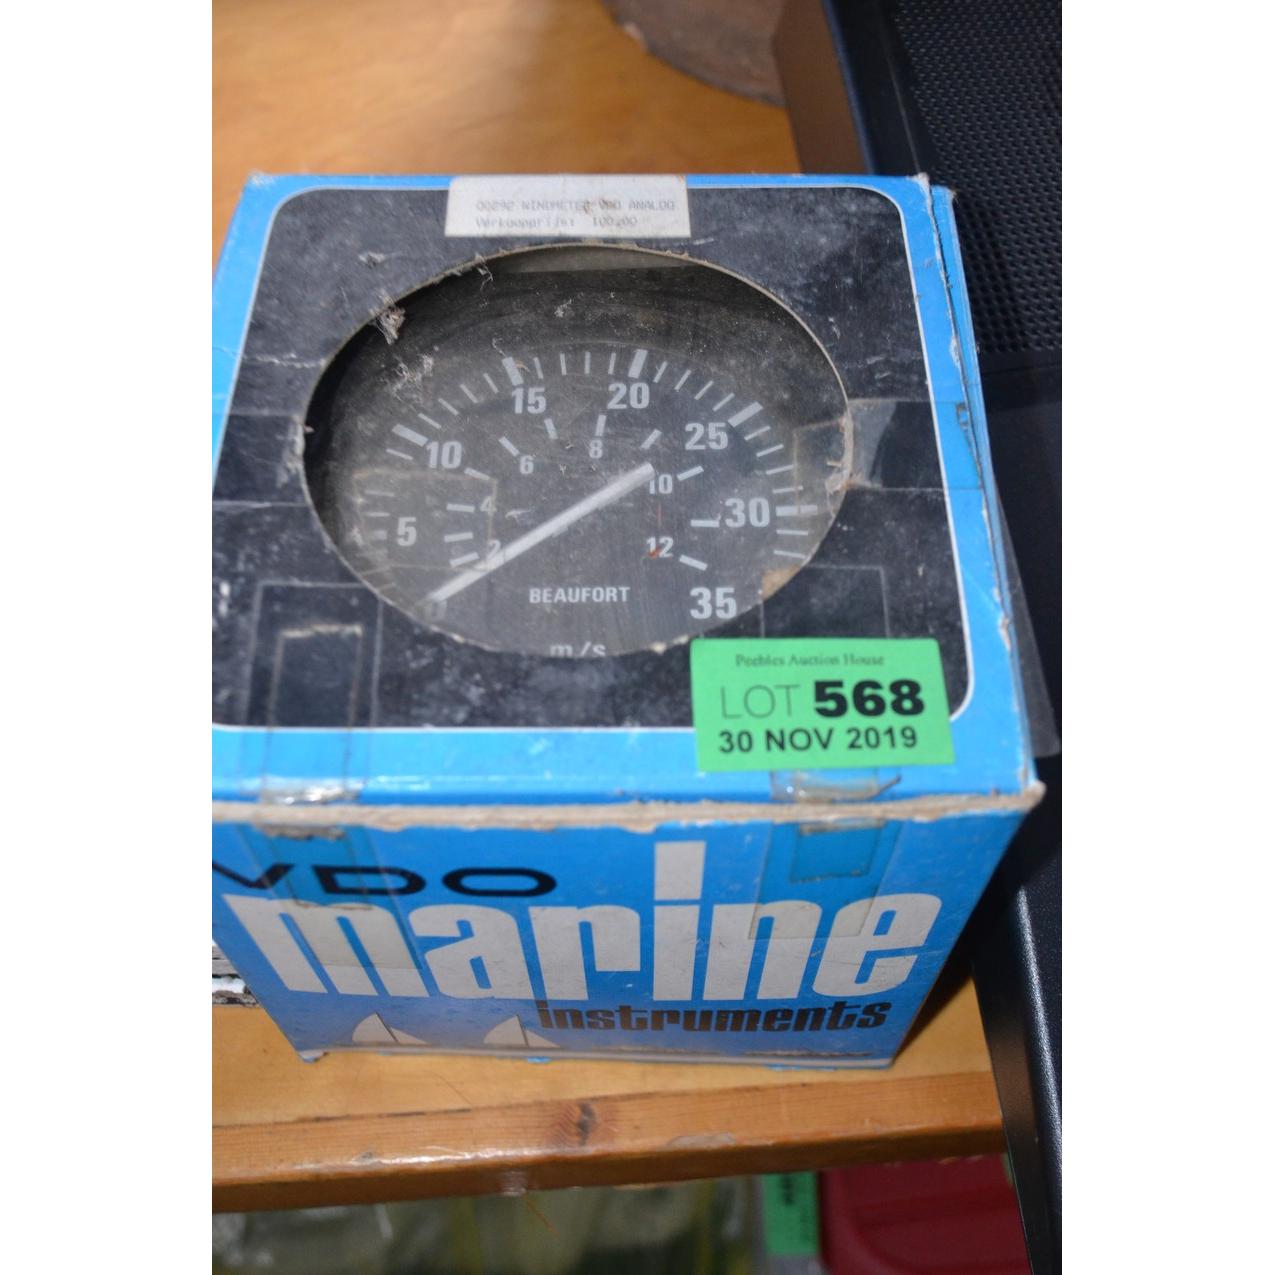 00292 WINDMETER VDO ANALOG
Verkoopprijs: 100,00
15
20
25
10
8
6
10
4
30
5
2
12
0
BEAUFORT
35
m/s
Peebles Auction House
LOT 568
30 NOV 2019
VDO
marine
instruments